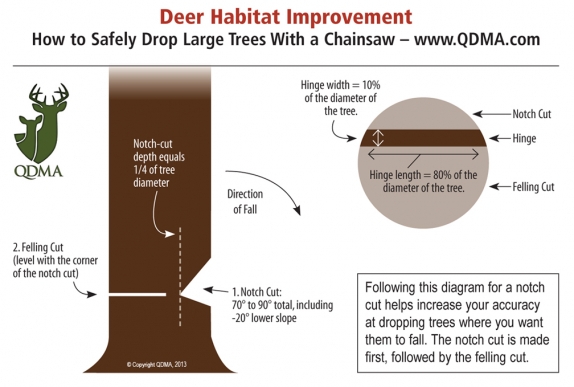 Deer Habitat Improvement
How to Safely Drop Large Trees With a Chainsaw – www.QDMA.com
QDMA
Notch-cut
depth equals
1/4 of tree
diameter
Direction
of Fall
2. Felling Cut
(level with the corner
of the notch cut)
1. Notch Cut:
70° to 90° total, including
-20° lower slope
© Copyright QDMA, 2013
Hinge width = 10%
of the diameter of
the tree.
Notch Cut
Hinge
Hinge length = 80% of the
diameter of the tree.
Felling Cut
Following this diagram for a notch
cut helps increase your accuracy
at dropping trees where you want
them to fall. The notch cut is made
first, followed by the felling cut.